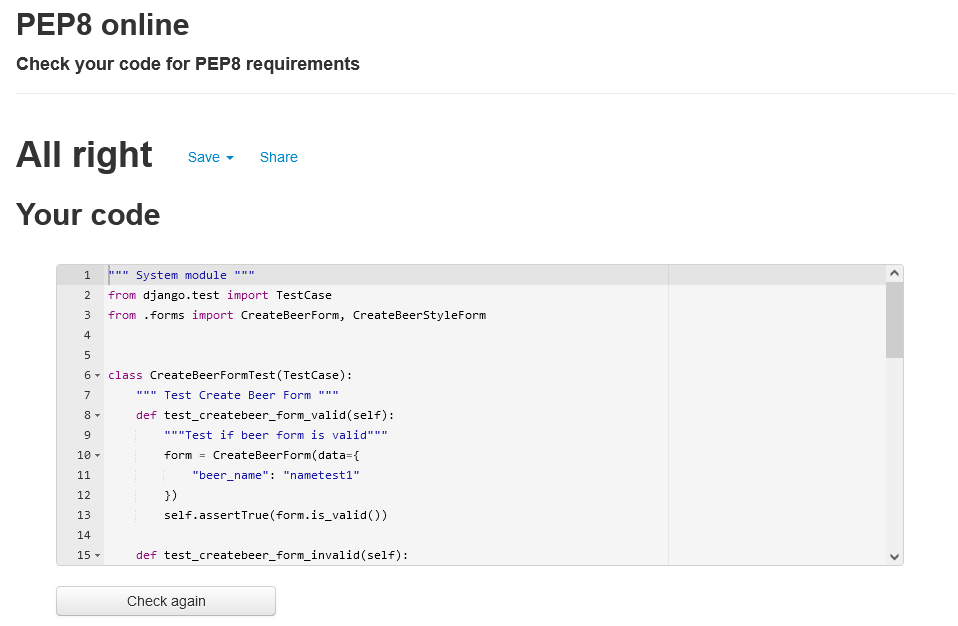 PEP8 online
Check your code for PEP8 requirements
All right Save Share
Your code
1 """ System module """
2 from django.test import TestCase
3 from .forms import CreateBeerForm, CreateBeerStyleForm
4
5
6 class CreateBeerFormTest(TestCase):
7     """ Test Create Beer Form """
8     def test_createbeer_form_valid(self):
9         """Test if beer form is valid"""
10         form = CreateBeerForm(data={
11             "beer_name": "nametest1"
12         })
13         self.assertTrue(form.is_valid())
14
15     def test_createbeer_form_invalid(self):
Check again